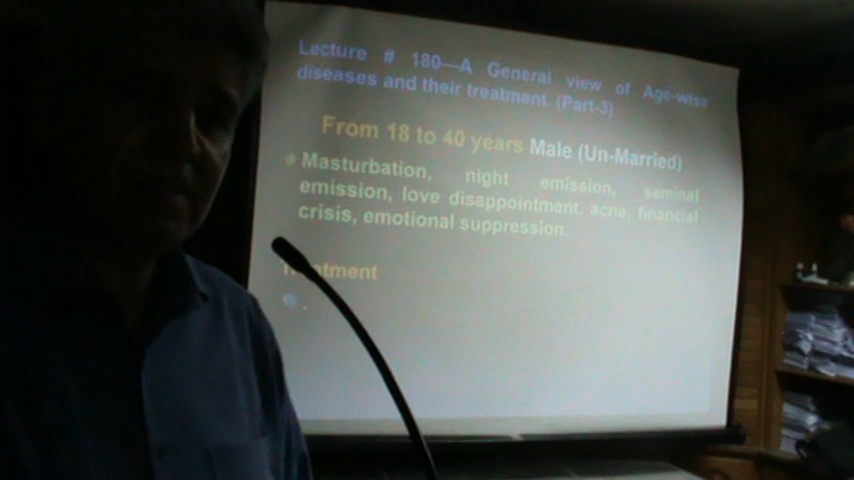 Lecture # 180—A General view of Age-wise
diseases and their treatment. (Part-3)
From 18 to 40 years Male (Un-Married)
Masturbation, night emission, seminal
emission, love disappointment, acne, financial
crisis, emotional suppression.
Treatment